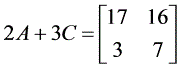 2A + 3C = [17 16
3 7]